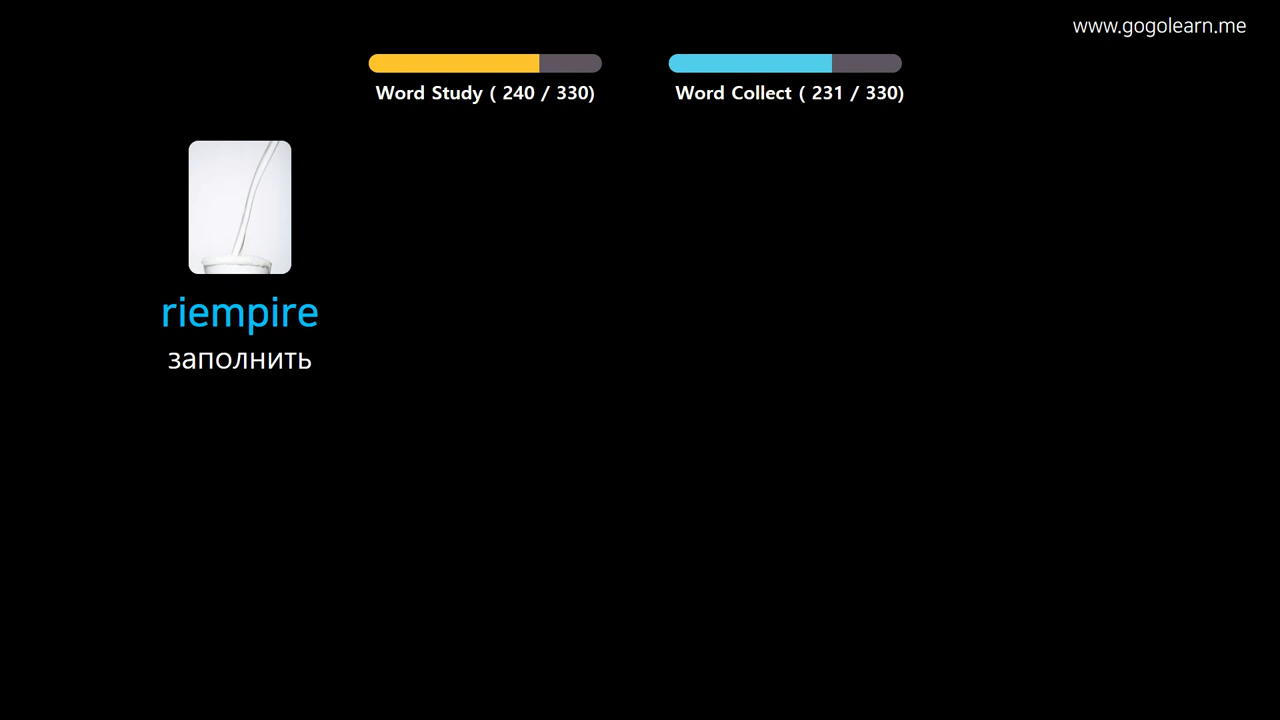 www.gogolearn.me
Word Study ( 240 / 330)
Word Collect ( 231 / 330)
riempire
заполнить